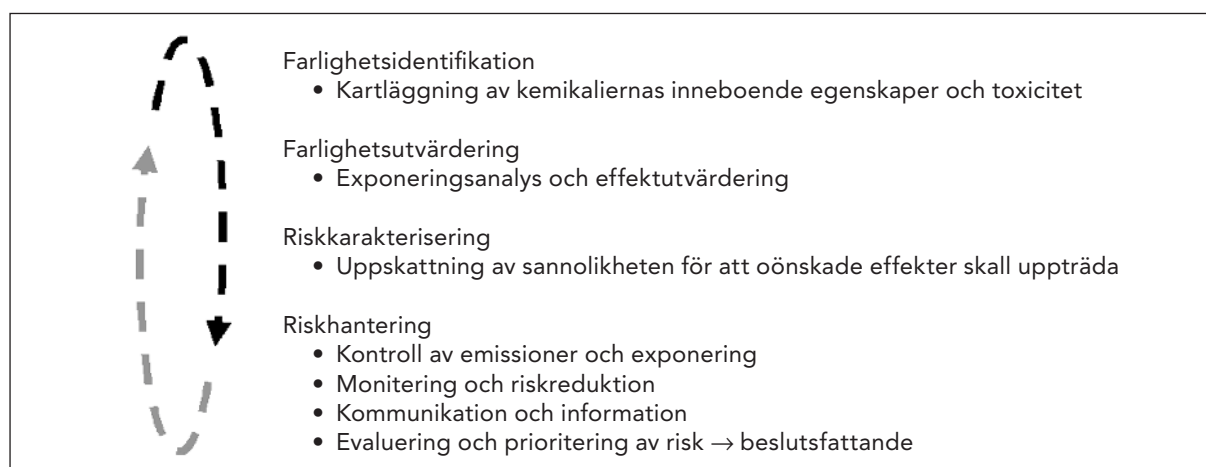 Farlighetsidentifikation
• Kartläggning av kemikaliernas inneboende egenskaper och toxicitet
Farlighetsutvärdering
• Exponeringsanalys och effektutvärdering
Riskkarakterisering
• Uppskattning av sannolikheten för att oönskade effekter skall uppträda
Riskhantering
• Kontroll av emissioner och exponering
• Monitering och riskreduktion
• Kommunikation och information
• Evaluering och prioritering av risk → beslutsfattande